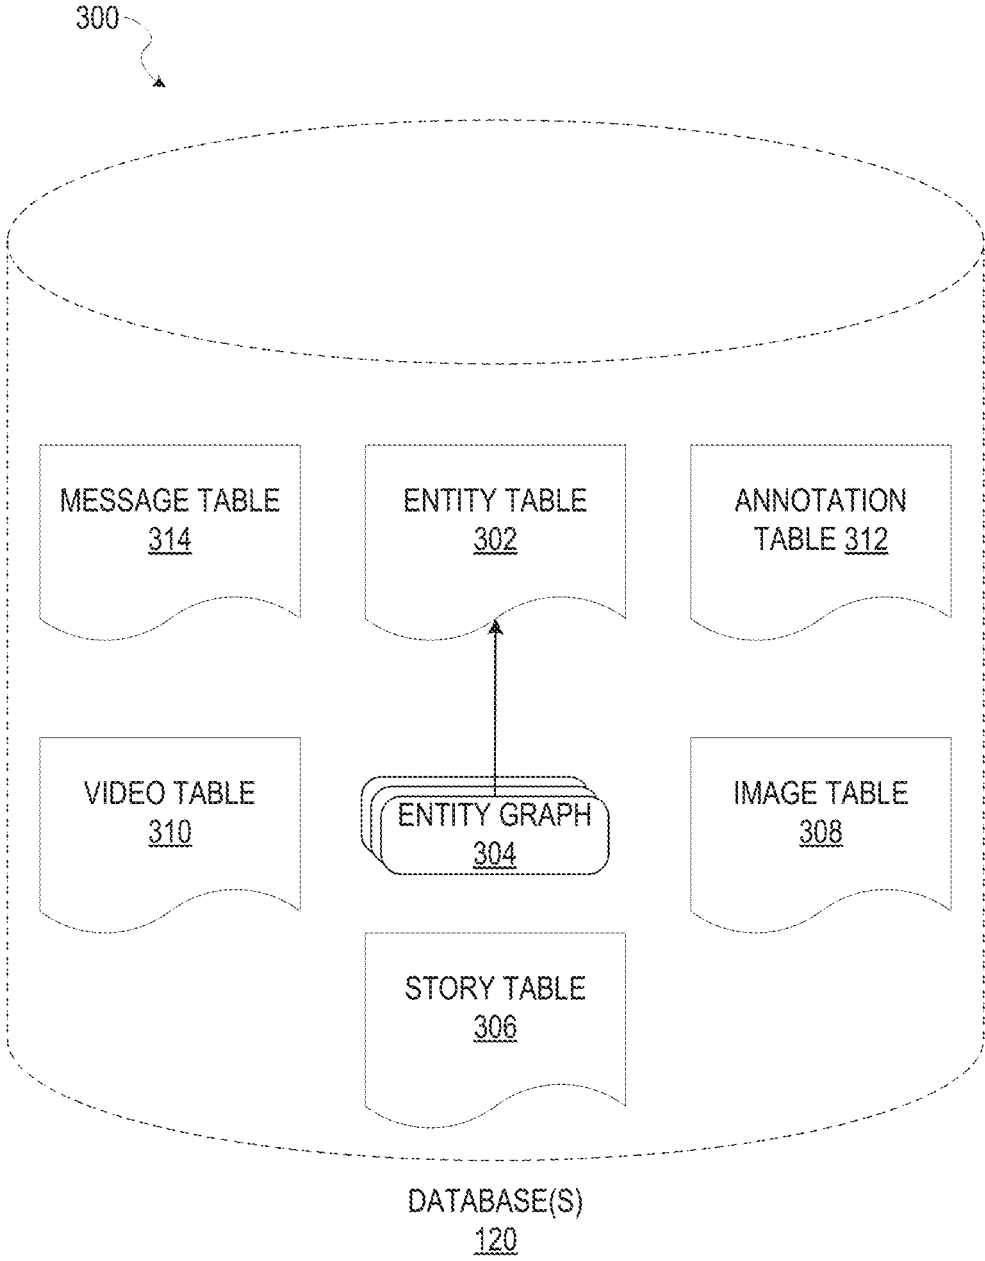 300
MESSAGE TABLE
314
ENTITY TABLE
302
ANNOTATION
TABLE 312
VIDEO TABLE
310
ENTITY GRAPH
304
IMAGE TABLE
308
STORY TABLE
306
DATABASE(S)
120